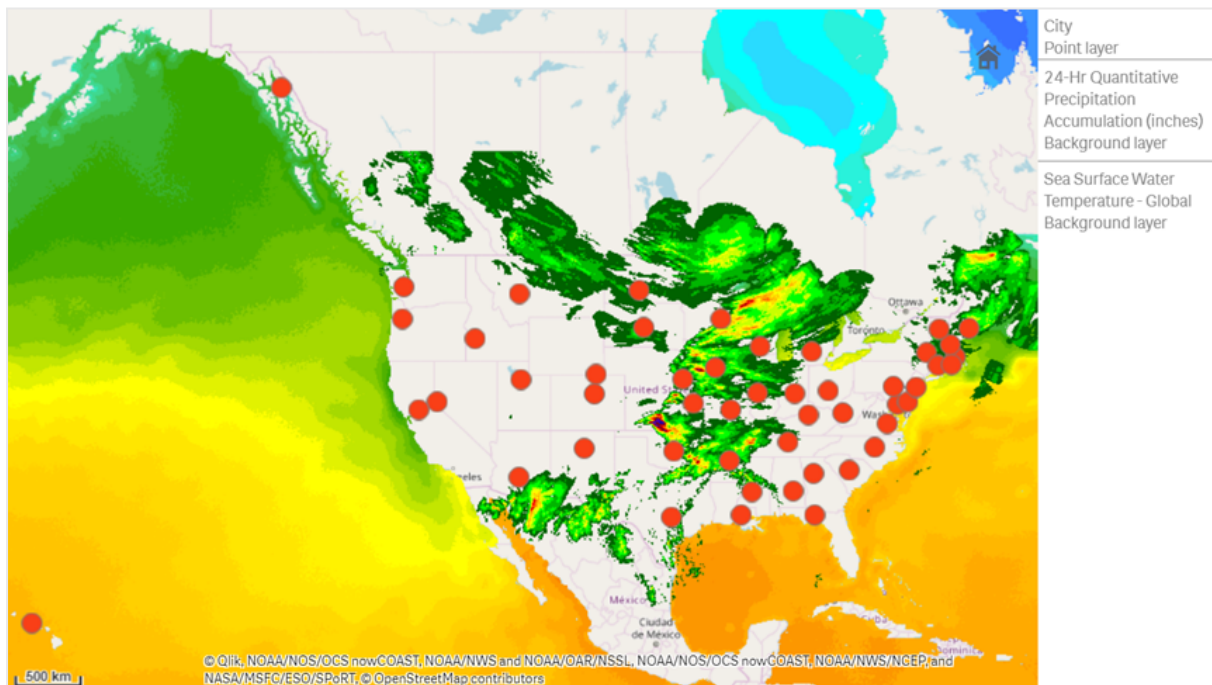 City
Point layer
24-Hr Quantitative
Precipitation
Accumulation (inches)
Background layer
Sea Surface Water
Temperature - Global
Background layer
Ottawa
Toronto
United
Wash
eles
México
Ciudad
de México
Cuba
500 km
© Qlik, NOAA/NOS/OCS nowCOAST, NOAA/NWS and NOAA/OAR/NSSL, NOAA/NOS/OCS nowCOAST, NOAA/NWS/NCEP, and
NASA/MSFC/ESO/SPoRT, © OpenStreetMap contributors